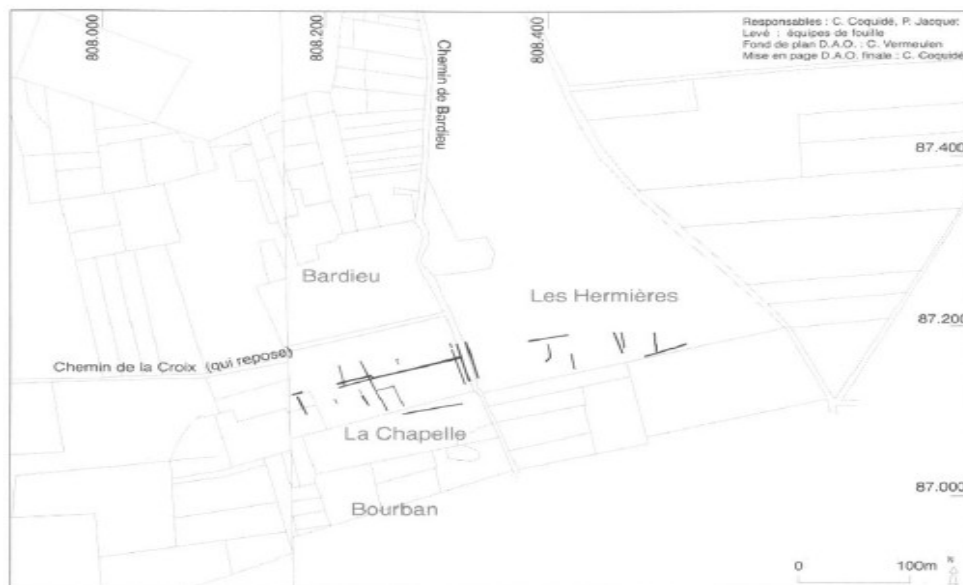 808.000
808.200
808.400
Responsables : C. Coquidé, P. Jacquet
Levé : équipes de fouille
Fond de plan D.A.O. : C. Vermeulen
Mise en page D.A.O. finale : C. Coquidé
Chemin de Bardieu
87.400
Bardieu
Les Hermières
87.200
Chemin de la Croix (qui repose)
La Chapelle
87.000
Bourban
0 100m
N